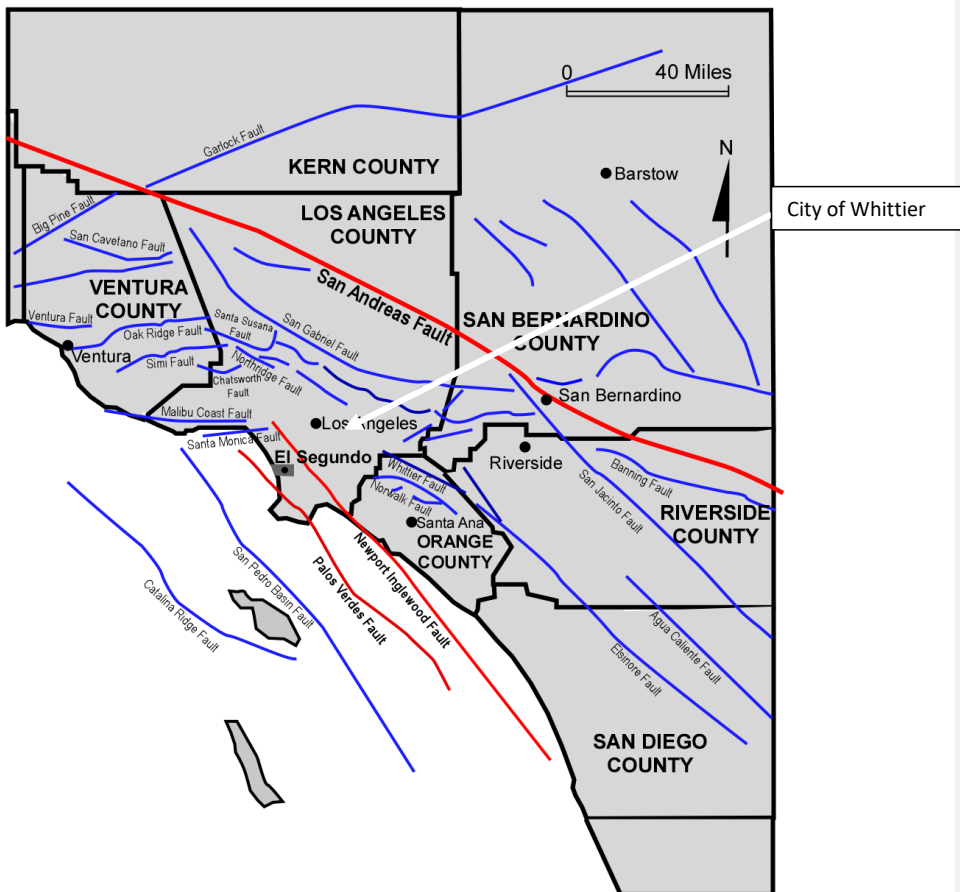 0 40 Miles
Garlock Fault
N
KERN COUNTY
Barstow
City of Whittier
LOS ANGELES
COUNTY
Big Pine Fault
San Cavetano Fault
San Andreas Fault
VENTURA
COUNTY
SAN BERNARDINO
COUNTY
Ventura Fault
Oak Ridge Fault
Santa Susana
Fault
San Gabriel Fault
Ventura
Simi Fault
Northridge Fault
Chatsworth
Fault
San Bernardino
Malibu Coast Fault
Los Angeles
Santa Monica Fault
El Segundo
Whittier Fault
Riverside
Banning Fault
San Jacinto Fault
Norwalk Fault
RIVERSIDE
COUNTY
Santa Ana
ORANGE
COUNTY
Newport Inglewood Fault
Palos Verdes Fault
San Pedro Basin Fault
Catalina Ridge Fault
Agua Caliente Fault
Elsinore Fault
SAN DIEGO
COUNTY